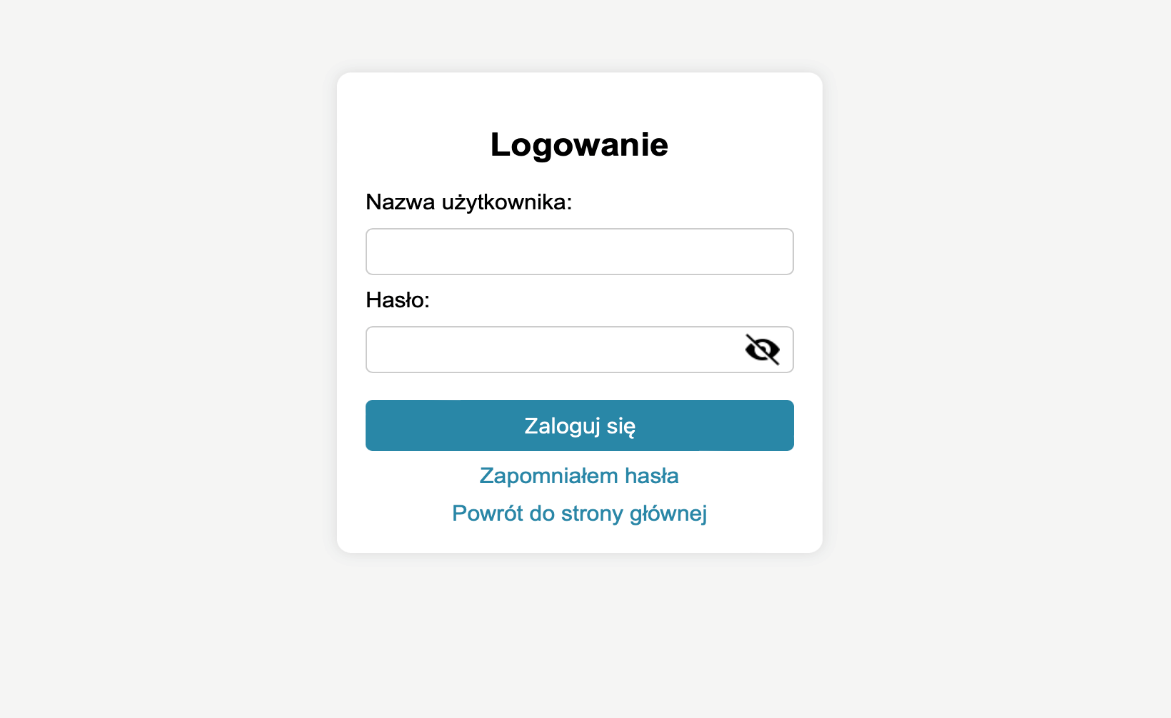 Logowanie
Nazwa użytkownika:
Hasło:
Zaloguj się
Zapomniałem hasła
Powrót do strony głównej